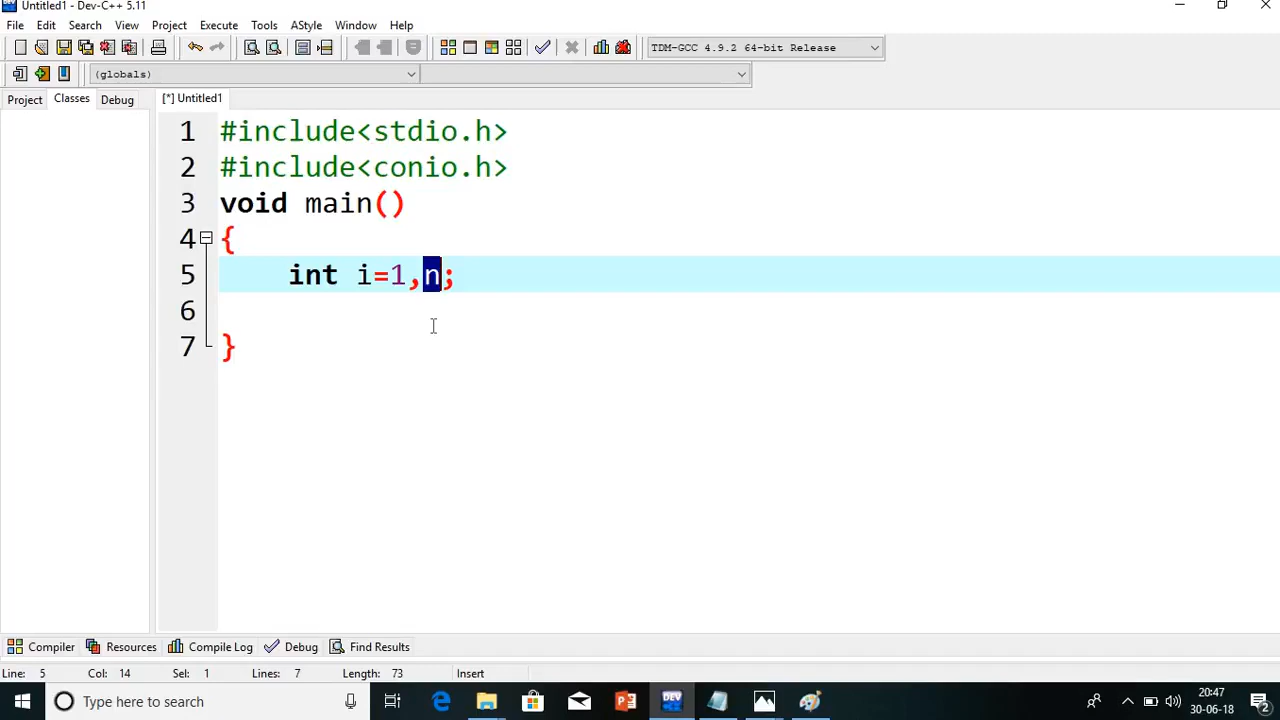 Untitled1 - Dev-C++ 5.11
File Edit Search View Project Execute Tools AStyle Window Help
TDM-GCC 4.9.2 64-bit Release
(globals)
Project Classes Debug [*] Untitled1
1 #include<stdio.h>
2 #include<conio.h>
3 void main()
4 {
5 int i=1,n;
6
7 }
Compiler Resources Compile Log Debug Find Results
Line: 5 Col: 14 Sel: 1 Lines: 7 Length: 73 Insert
Type here to search
DEV
20:47
30-06-18
2